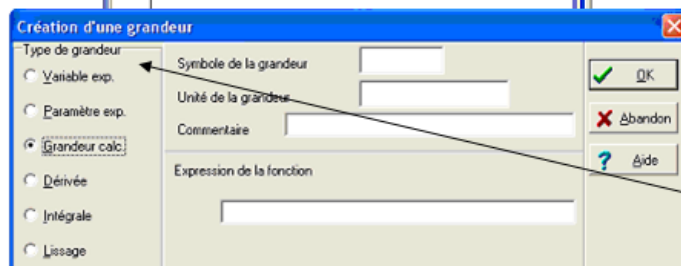 Création d'une grandeur
Type de grandeur
Variable exp.
Paramètre exp.
Grandeur calc.
Dérivée
Intégrale
Lissage
Symbole de la grandeur
Unité de la grandeur
Commentaire
Expression de la fonction
OK
Abandon
Aide